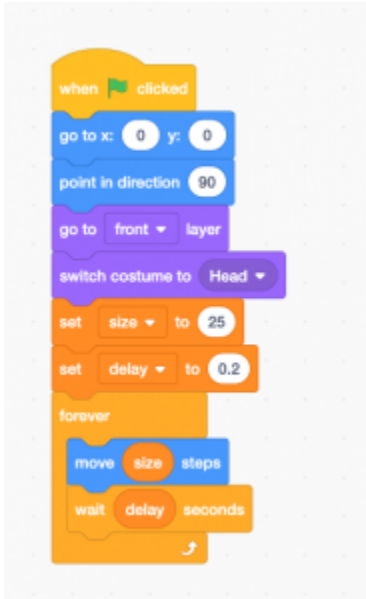 when clicked
go to x: 0 y: 0
point in direction 90
go to front layer
switch costume to Head
set size to 25
set delay to 0.2
forever
move size steps
wait delay seconds